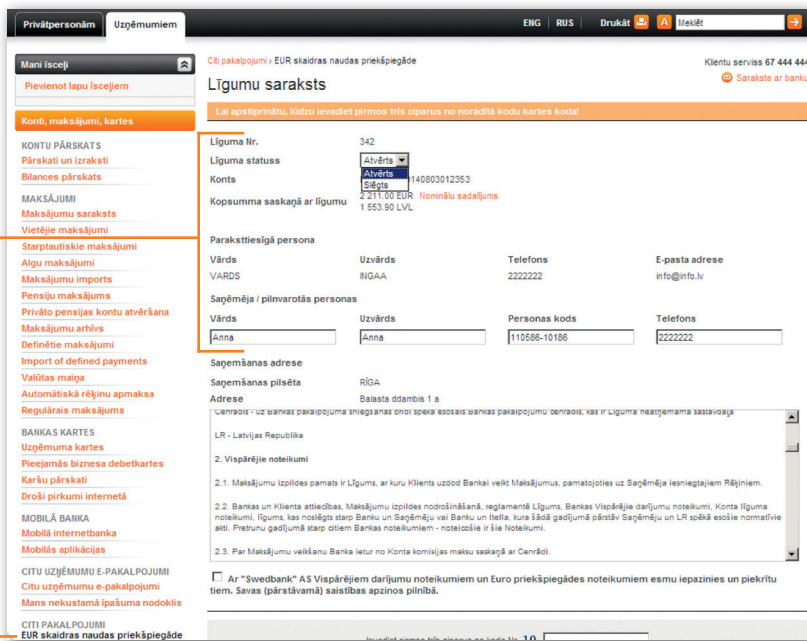 Privātpersonām
Uzņēmumiem
ENG | RUS
Drukāt
A
Meklēt
Mani īsceļi
Pievienot lapu īsceļiem
Konti, maksājumi, kartes
KONTU PĀRSKATS
Pārskati un izraksti
Bilances pārskats
MAKSĀJUMI
Maksājumu saraksts
Vietējie maksājumi
Starptautiskie maksājumi
Algu maksājumi
Maksājumu imports
Pensiju maksājums
Privāto pensijas kontu atvēršana
Maksājumu arhīvs
Definētie maksājumi
Import of defined payments
Valūtas maiņa
Automātiskā rēķinu apmaksa
Regulārais maksājums
BANKAS KARTES
Uzņēmuma kartes
Pieejamās biznesa debetkartes
Karšu pārskati
Droši pirkumi internetā
MOBILĀ BANKA
Mobilā internetbanka
Mobilās aplikācijas
CITU UZŅĒMUMU E-PAKALPOJUMI
Citu uzņēmumu e-pakalpojumi
Mans nekustamā īpašuma nodoklis
CITI PAKALPOJUMI
EUR skaidras naudas priekšpiegāde
Citi pakalpojumi › EUR skaidras naudas priekšpiegāde
Klientu serviss 67 444 444
Sarakste ar banku
Līgumu saraksts
Lai apstiprinātu, lūdzu ievadiet pirmos trīs ciparus no norādītā kodu kartes koda!
Līguma Nr. 342
Līguma statuss Atvērts
Atvērts
Slēgts
Konts 140803012353
Kopsumma saskaņā ar līgumu 2 211.00 EUR Nominālu sadalījums
1 553.90 LVL
Paraksttiesīgā persona
Vārds Uzvārds Telefons E-pasta adrese
VARDS INGAA 2222222 info@info.lv
Saņēmēja / pilnvarotās personas
Vārds Uzvārds Personas kods Telefons
Anna Anna 110586-10186 2222222
Saņemšanas adrese
Saņemšanas pilsēta RĪGA
Adrese Balasta ddambis 1 a
Cenrādis - uz Bankas pakalpojuma sniegšanas brīdi spēkā esošais Bankas pakalpojumu cenrādis, kas ir Līguma neatņemama sastāvdaļa
LR - Latvijas Republika
2. Vispārējie noteikumi
2.1. Maksājumu izpildes pamats ir Līgums, ar kuru Klients uzdod Bankai veikt Maksājumus, pamatojoties uz Saņēmēja iesniegtajiem Rēķiniem.
2.2. Bankas un Klienta attiecības, Maksājumu izpildes nodrošināšanā, reglamentē Līgums, Bankas Vispārējie darījumu noteikumi, Konta līguma
noteikumi, līgums, kas noslēgts starp Banku un Saņēmēju vai Banku un Itella, kura šādā gadījumā pārstāv Saņēmēju un LR spēkā esošie normatīvie
akti. Pretrunu gadījumā starp citiem Bankas noteikumiem - noteicošie ir šie Noteikumi.
2.3. Par Maksājumu veikšanu Banka ietur no Konta komisijas maksu saskaņā ar Cenrādi.
Ar "Swedbank" AS Vispārējiem darījumu noteikumiem un Euro priekšpiegādes noteikumiem esmu iepazinies un piekrītu
tiem. Savas (pārstāvamā) saistības apzinos pilnībā.
Ievadiet pirmos trīs ciparus no koda Nr. 10